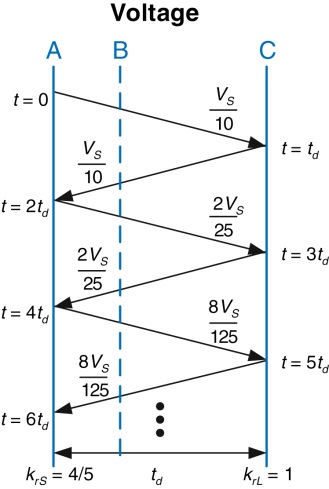 Voltage
A B C
t = 0
V_S/10
t = t_d
V_S/10
t = 2t_d
2V_S/25
t = 3t_d
2V_S/25
t = 4t_d
8V_S/125
t = 5t_d
8V_S/125
t = 6t_d
k_rS = 4/5 t_d k_rL = 1